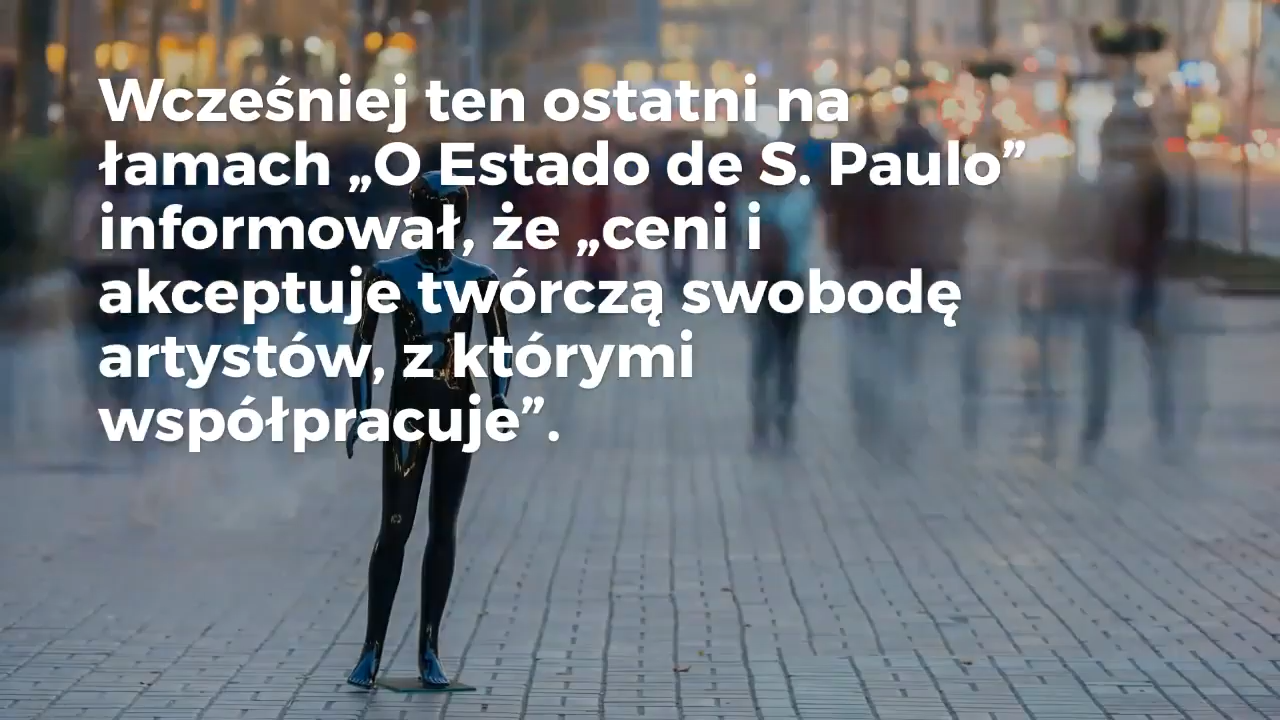 Wcześniej ten ostatni na
łamach „O Estado de S. Paulo”
informował, że „ceni i
akceptuje twórczą swobodę
artystów, z którymi
współpracuje”.